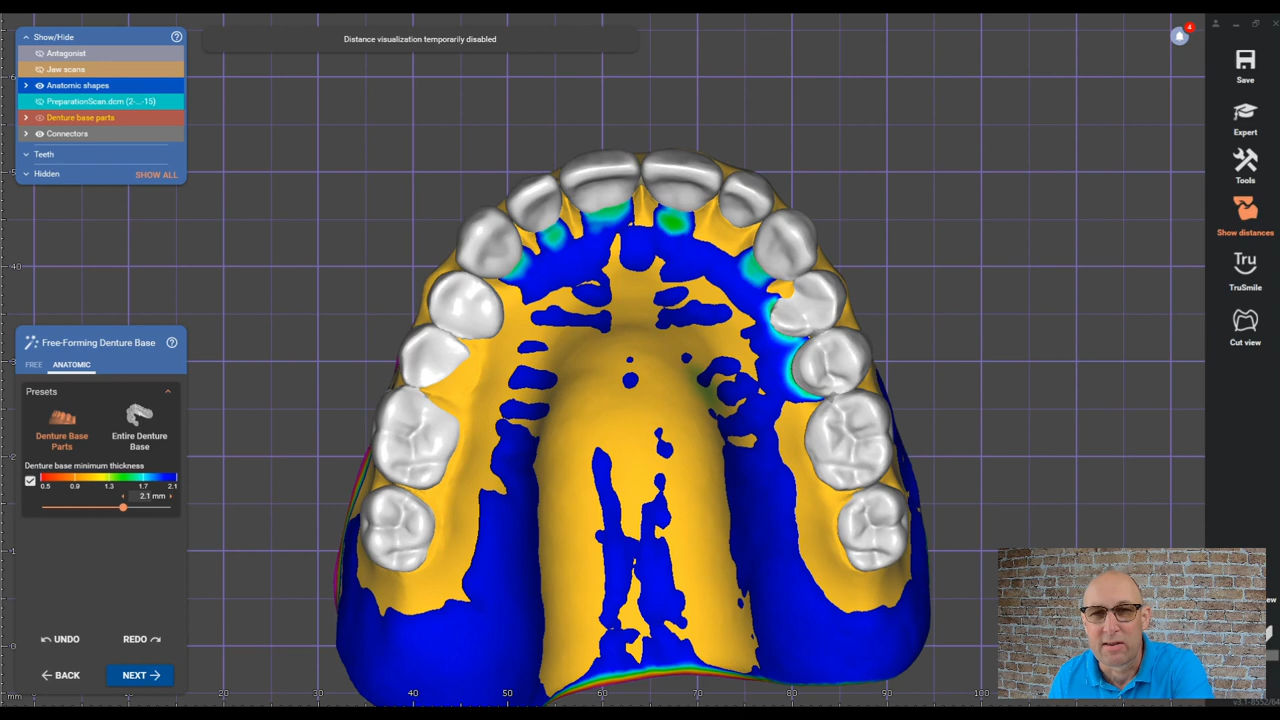 Show/Hide
Distance visualization temporarily disabled
4
Antagonist
Jaw scans
Anatomic shapes
PreparationScan.dcm (2-...-15)
Denture base parts
Connectors
Teeth
Hidden SHOW ALL
Save
Expert
Tools
Show distances
TruSmile
Cut view
Free-Forming Denture Base
FREE ANATOMIC
Presets
Denture Base Parts
Entire Denture Base
Denture base minimum thickness
0.5 0.9 1.3 1.7 2.1
2.1 mm
UNDO REDO
BACK NEXT
mm 20 30 40 50 60 70 80 90 100